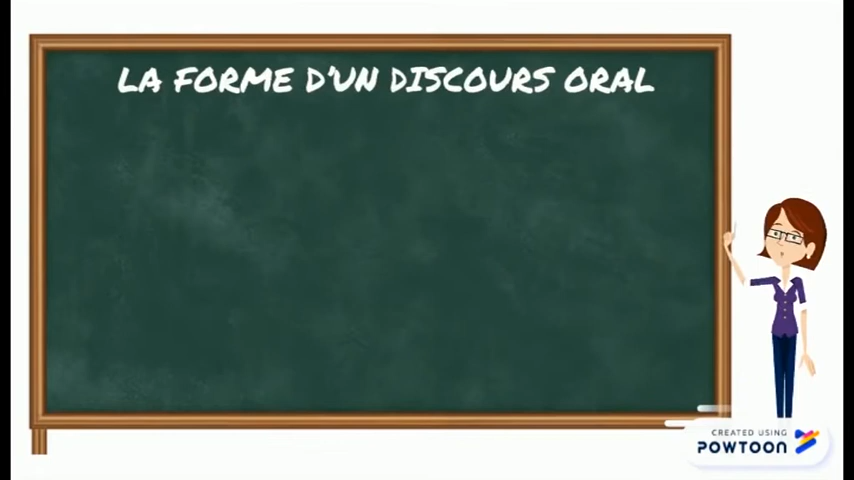 LA FORME D'UN DISCOURS ORAL
CREATED USING
POWTOON